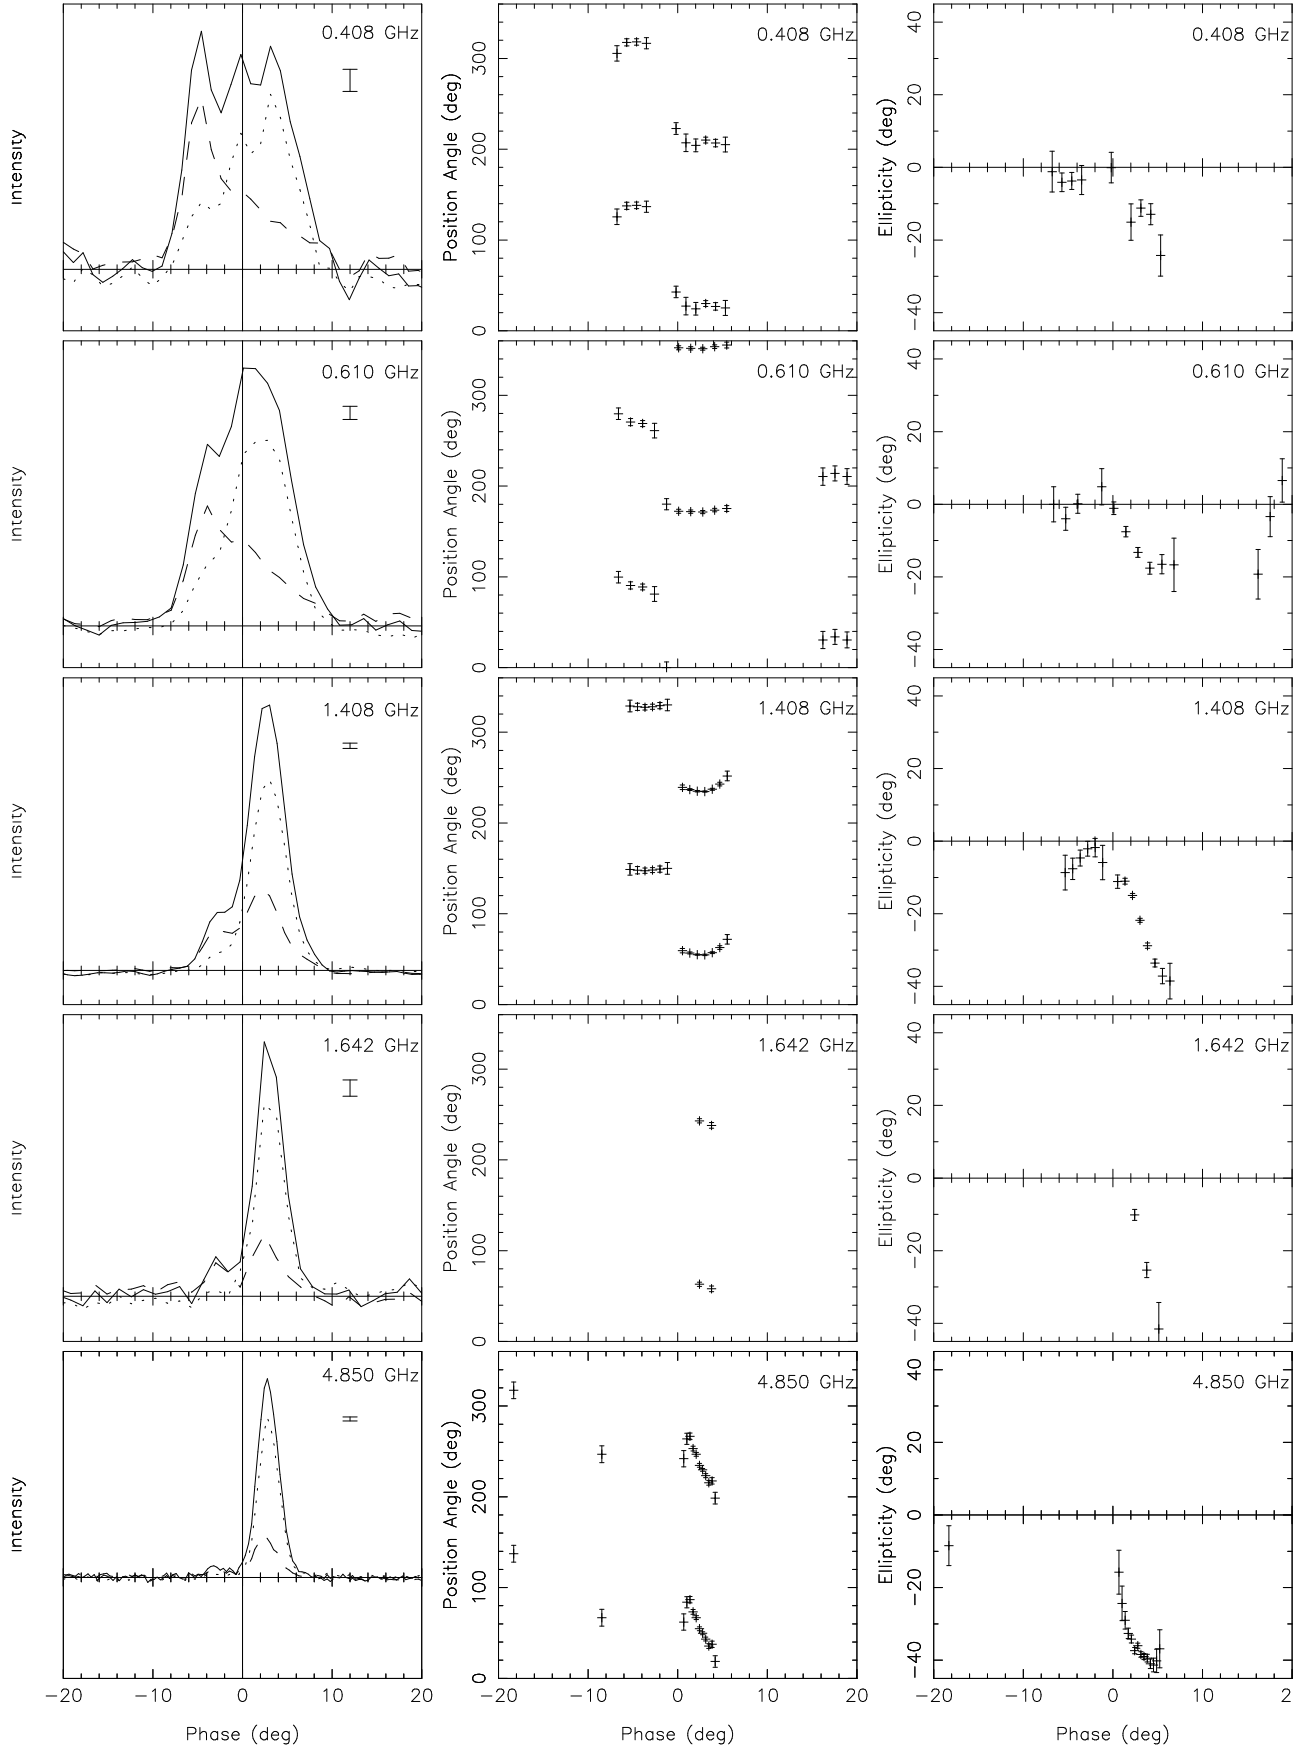 Intensity
0.408 GHz
Position Angle (deg)
0 100 200 300
0.408 GHz
Ellipticity (deg)
−40 −20 0 20 40
0.408 GHz
Intensity
0.610 GHz
Position Angle (deg)
0 100 200 300
0.610 GHz
Ellipticity (deg)
−40 −20 0 20 40
0.610 GHz
Intensity
1.408 GHz
Position Angle (deg)
0 100 200 300
1.408 GHz
Ellipticity (deg)
−40 −20 0 20 40
1.408 GHz
Intensity
1.642 GHz
Position Angle (deg)
0 100 200 300
1.642 GHz
Ellipticity (deg)
−40 −20 0 20 40
1.642 GHz
Intensity
4.850 GHz
Position Angle (deg)
0 100 200 300
4.850 GHz
Ellipticity (deg)
−40 −20 0 20 40
4.850 GHz
−20 −10 0 10 20
−20 −10 0 10 20
−20 −10 0 10 2
Phase (deg)
Phase (deg)
Phase (deg)